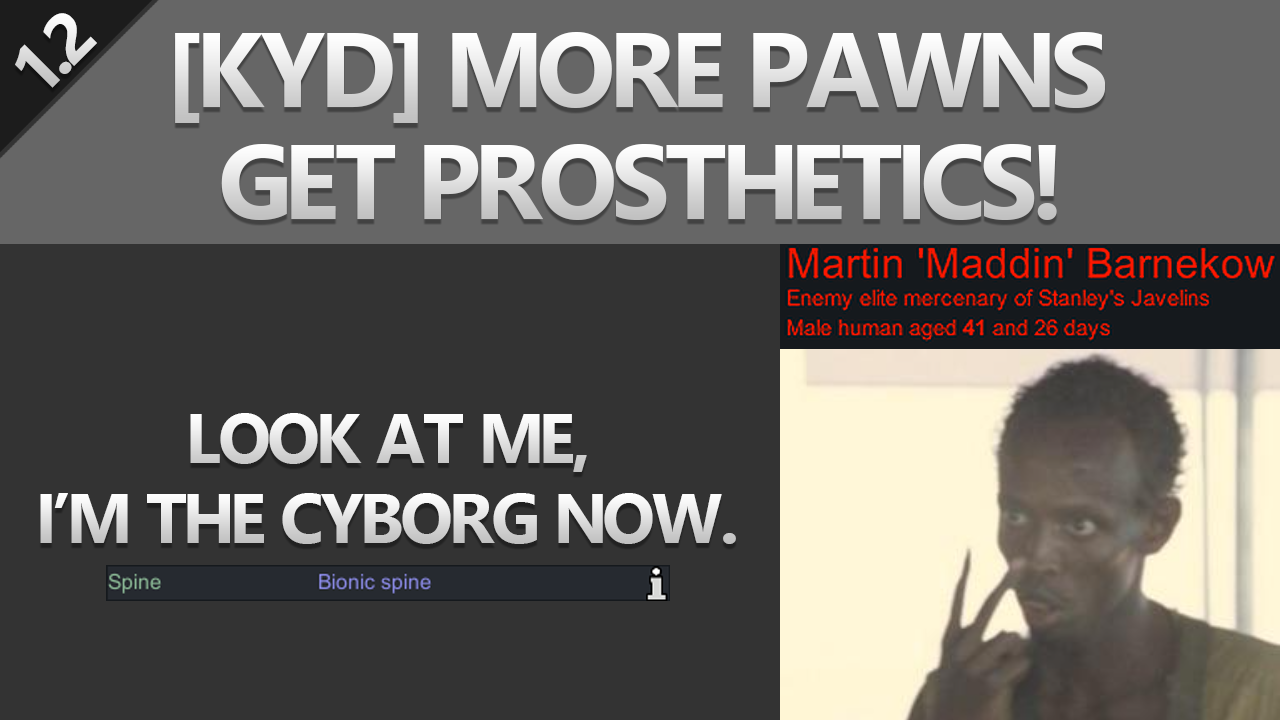 1.2
[KYD] MORE PAWNS
GET PROSTHETICS!
Martin 'Maddin' Barnekow
Enemy elite mercenary of Stanley's Javelins
Male human aged 41 and 26 days
LOOK AT ME,
I'M THE CYBORG NOW.
Spine Bionic spine i